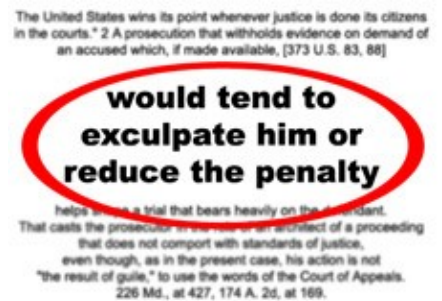 The United States wins its point whenever justice is done its citizens
in the courts." 2 A prosecution that withholds evidence on demand of
an accused which, if made available, [373 U.S. 83, 88]
would tend to
exculpate him or
reduce the penalty
helps a trial that bears heavily on the defendant.
That casts the prosecutor in the role of an architect of a proceeding
that does not comport with standards of justice,
even though, as in the present case, his action is not
"the result of guile," to use the words of the Court of Appeals.
226 Md., at 427, 174 A. 2d, at 169.